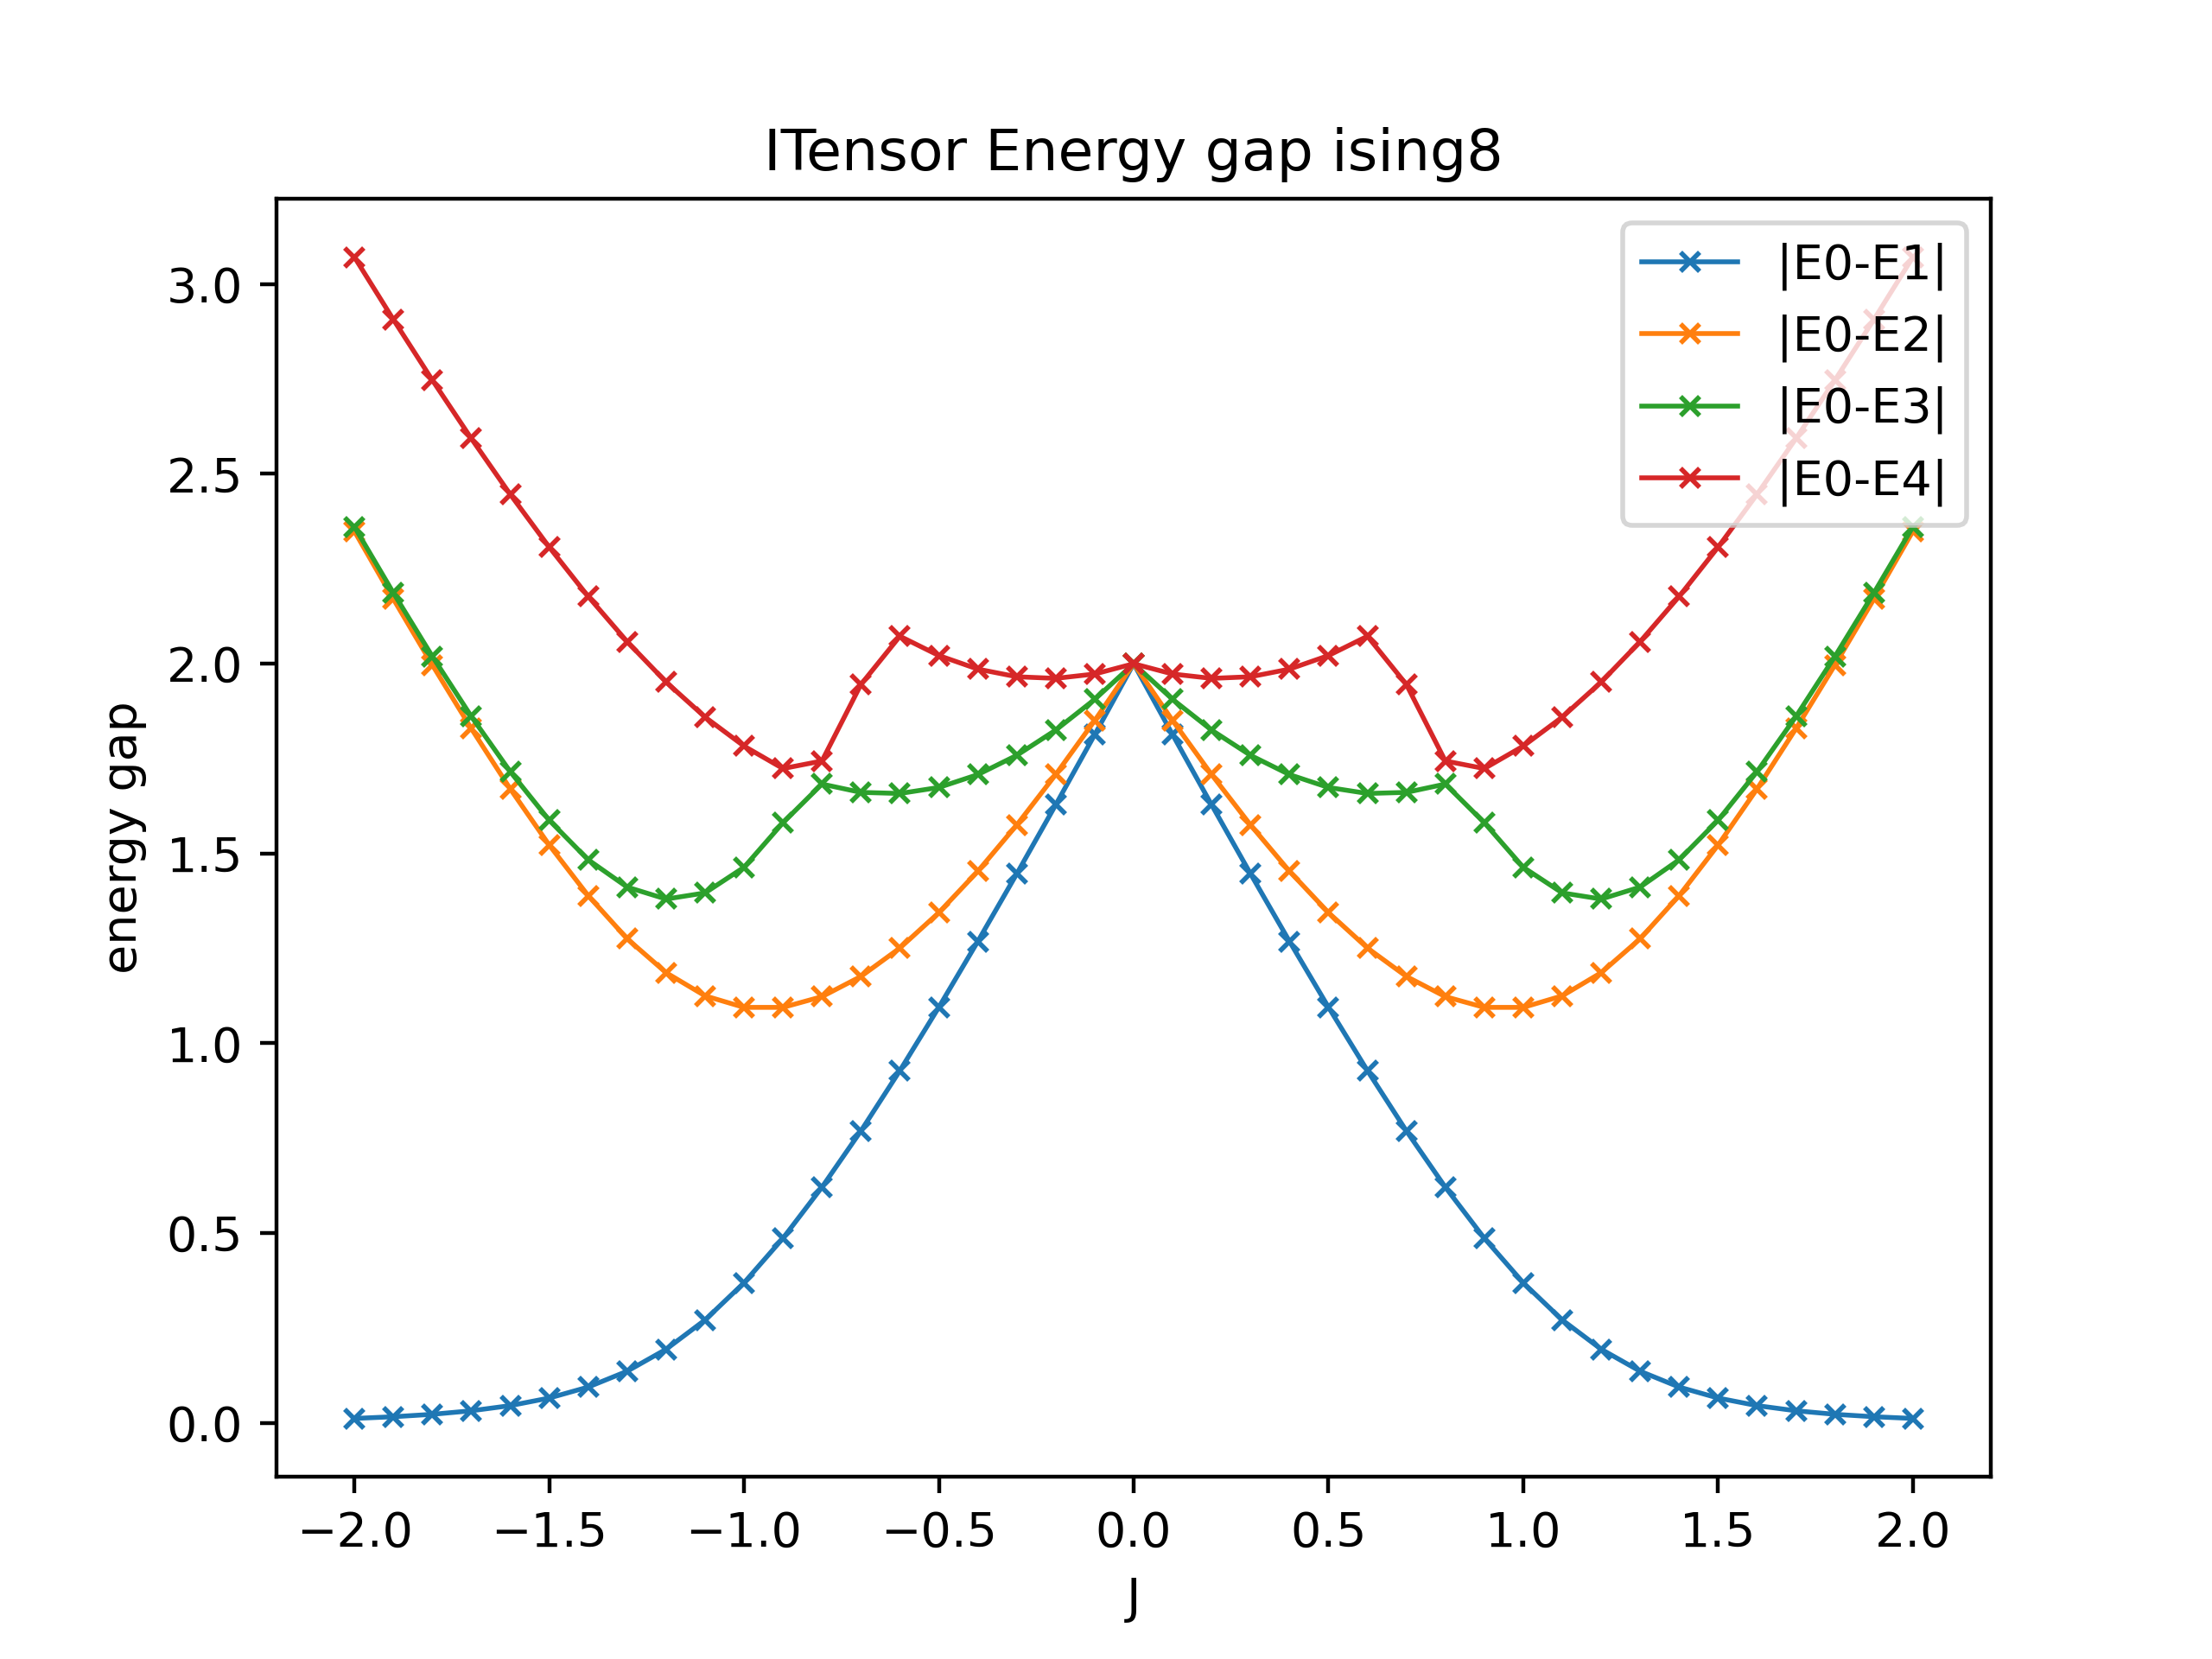 ITensor Energy gap ising8
|E0-E1|
|E0-E2|
|E0-E3|
|E0-E4|
3.0
2.5
2.0
1.5
1.0
0.5
0.0
energy gap
−2.0 −1.5 −1.0 −0.5 0.0 0.5 1.0 1.5 2.0
J